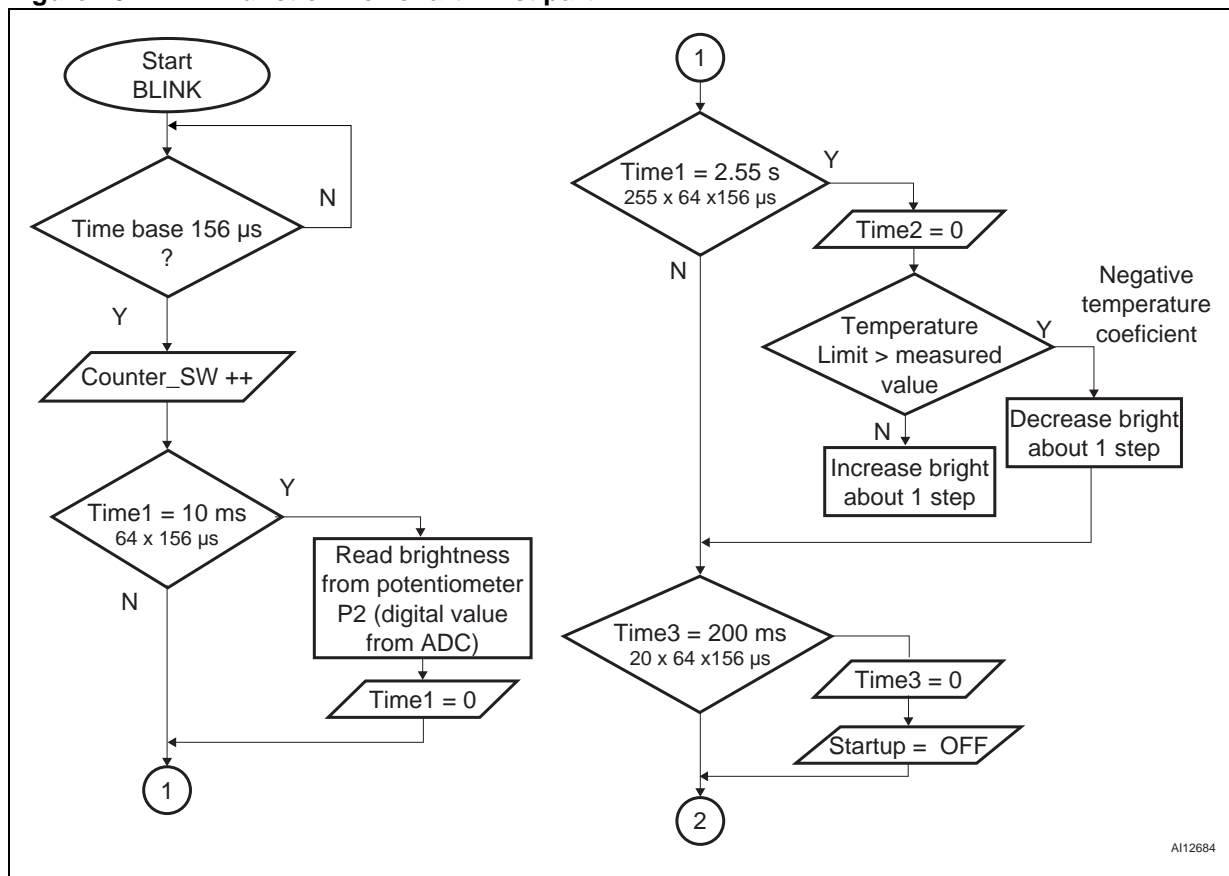 Start
BLINK
Time base 156 µs
?
N
Y
Counter_SW ++
Time1 = 10 ms
64 x 156 µs
Y
N
Read brightness
from potentiometer
P2 (digital value
from ADC)
Time1 = 0
1
1
Time1 = 2.55 s
255 x 64 x156 µs
Y
N
Time2 = 0
Temperature
Limit > measured
value
Y
Negative
temperature
coeficient
N
Decrease bright
about 1 step
Increase bright
about 1 step
Time3 = 200 ms
20 x 64 x156 µs
Time3 = 0
Startup = OFF
2
AI12684